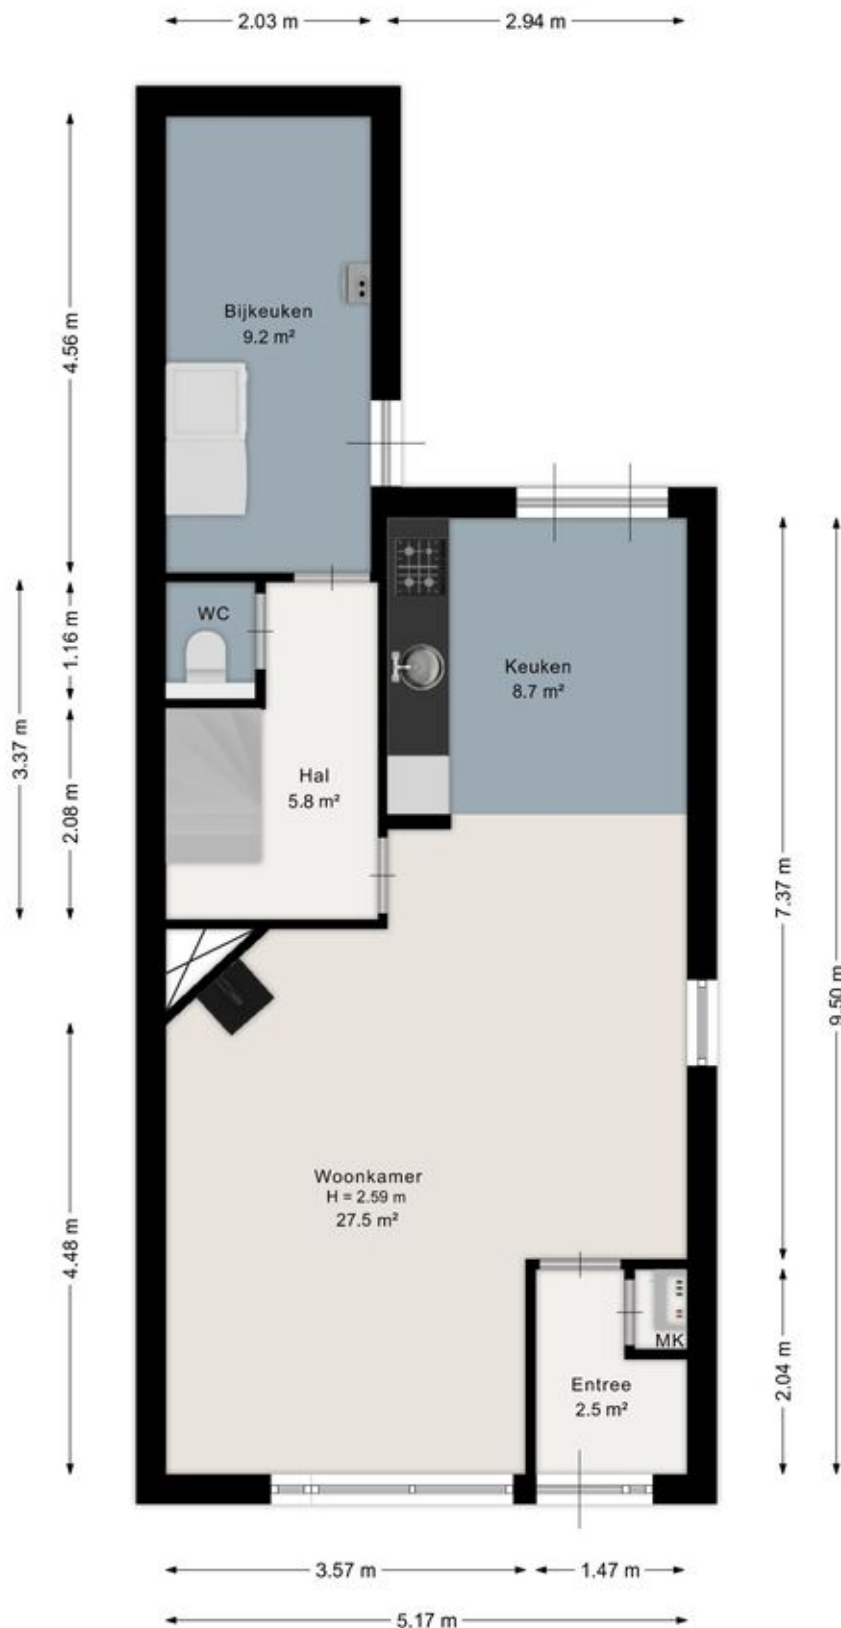 2.03 m
2.94 m
4.56 m
Bijkeuken
9.2 m²
WC
1.16 m
3.37 m
2.08 m
Hal
5.8 m²
Keuken
8.7 m²
7.37 m
9.50 m
4.48 m
Woonkamer
H = 2.59 m
27.5 m²
MK
Entree
2.5 m²
2.04 m
3.57 m
1.47 m
5.17 m